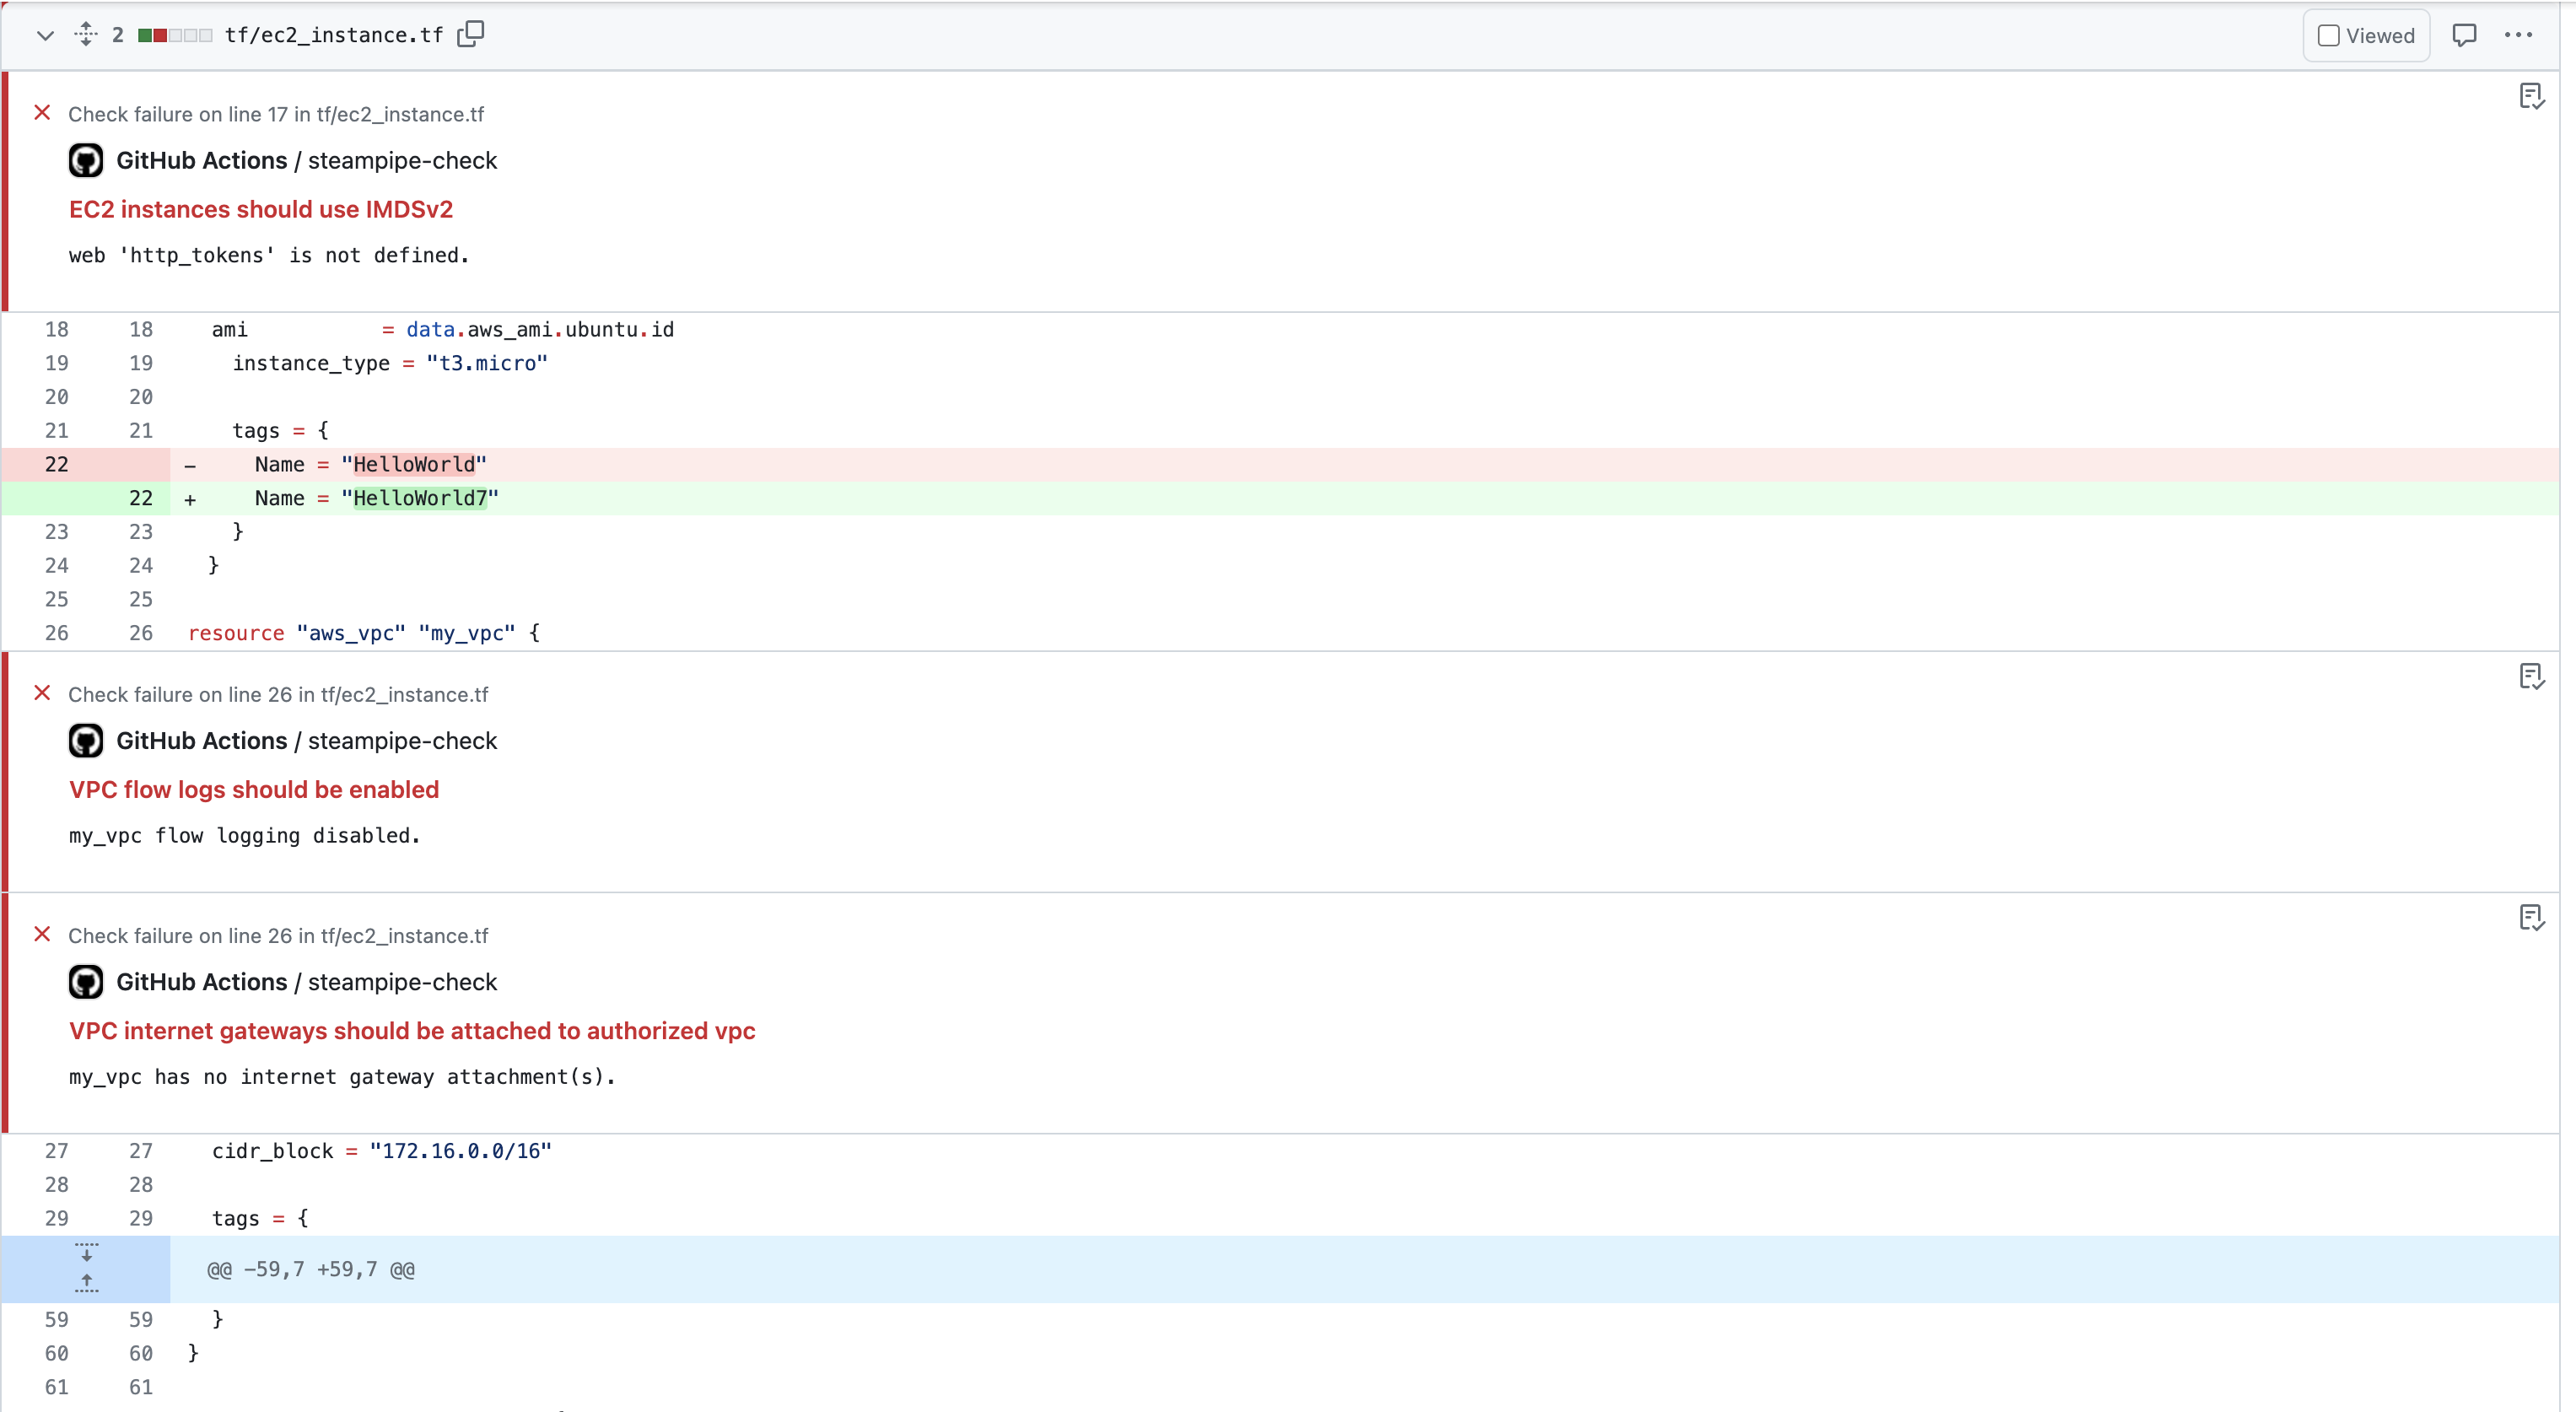 2 tf/ec2_instance.tf Viewed
Check failure on line 17 in tf/ec2_instance.tf
GitHub Actions / steampipe-check
EC2 instances should use IMDSv2
web 'http_tokens' is not defined.
18 18 ami = data.aws_ami.ubuntu.id
19 19 instance_type = "t3.micro"
20 20
21 21 tags = {
22 - Name = "HelloWorld"
22 + Name = "HelloWorld7"
23 23 }
24 24 }
25 25
26 26 resource "aws_vpc" "my_vpc" {
Check failure on line 26 in tf/ec2_instance.tf
GitHub Actions / steampipe-check
VPC flow logs should be enabled
my_vpc flow logging disabled.
Check failure on line 26 in tf/ec2_instance.tf
GitHub Actions / steampipe-check
VPC internet gateways should be attached to authorized vpc
my_vpc has no internet gateway attachment(s).
27 27 cidr_block = "172.16.0.0/16"
28 28
29 29 tags = {
@@ -59,7 +59,7 @@
59 59 }
60 60 }
61 61